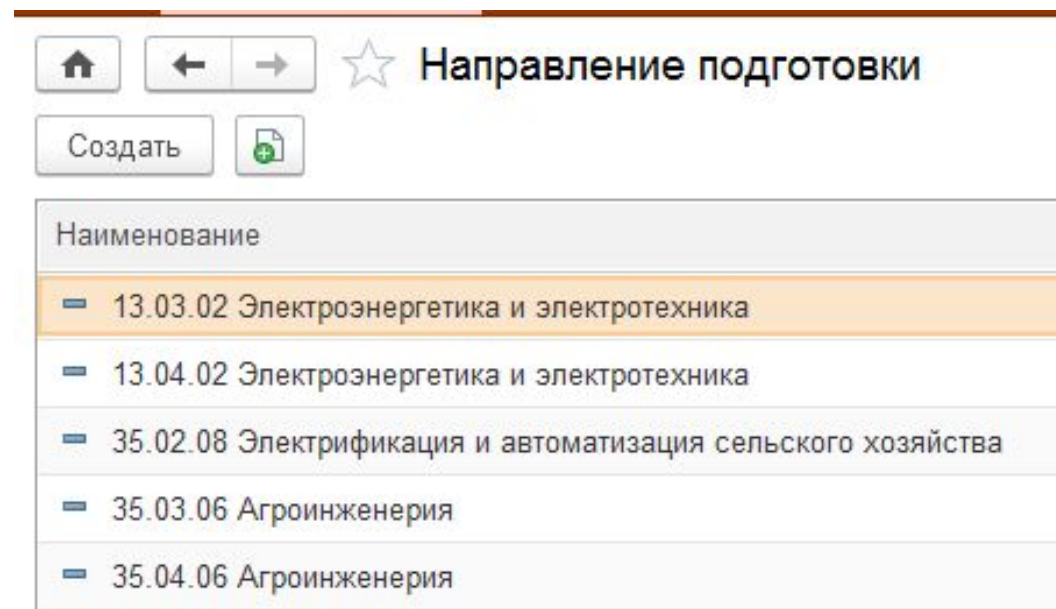 Направление подготовки
Создать
Наименование
13.03.02 Электроэнергетика и электротехника
13.04.02 Электроэнергетика и электротехника
35.02.08 Электрификация и автоматизация сельского хозяйства
35.03.06 Агроинженерия
35.04.06 Агроинженерия